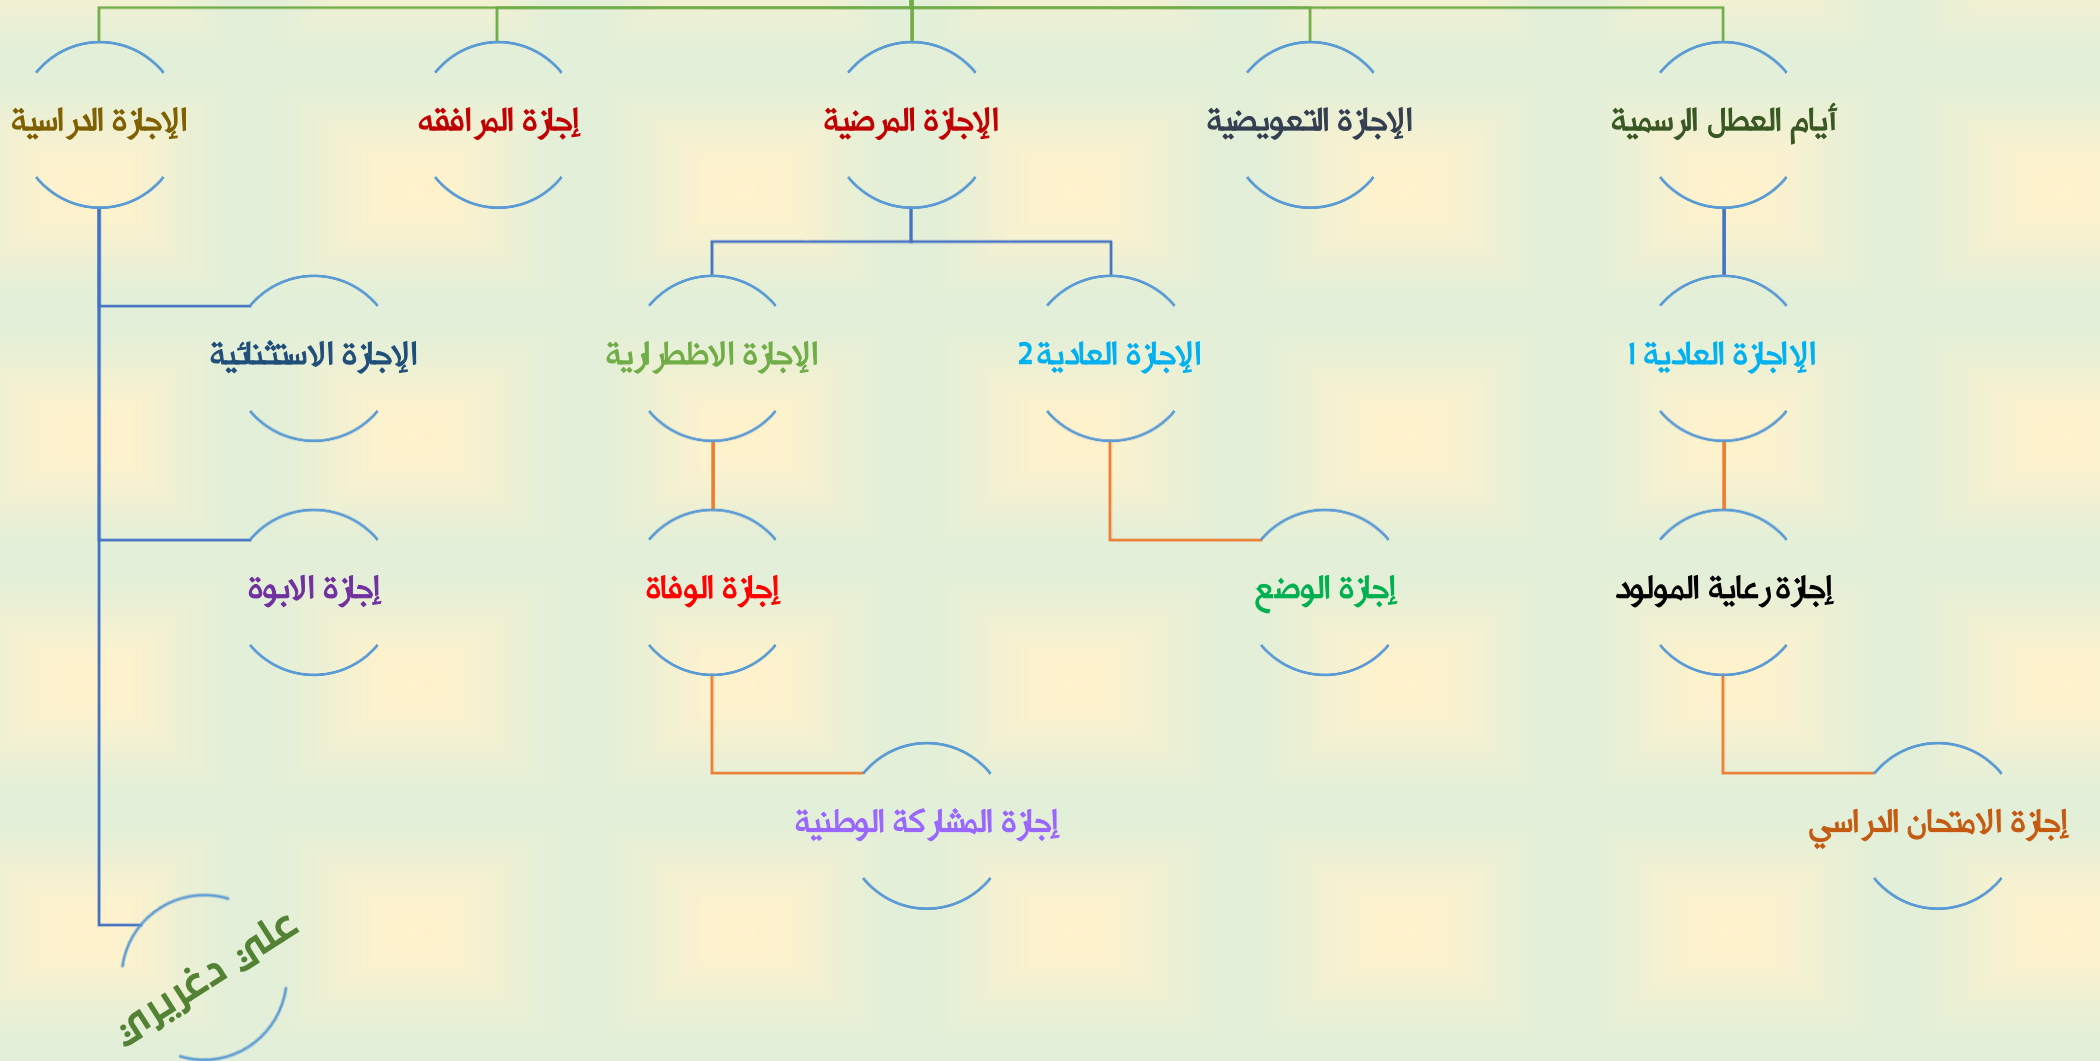 أيام العطل الرسمية
الإجازة التعويضية
الإجازة المرضية
إجازة المرافقه
الإجازة الدراسية
الإاجازة العادية 1
الإجازة العادية 2
الإجازة الاظطرارية
الإجازة الاستثنائية
إجازة رعاية المولود
إجازة الوضع
إجازة الوفاة
إجازة الابوة
إجازة الامتحان الدراسي
إجازة المشاركة الوطنية
علي دغريري